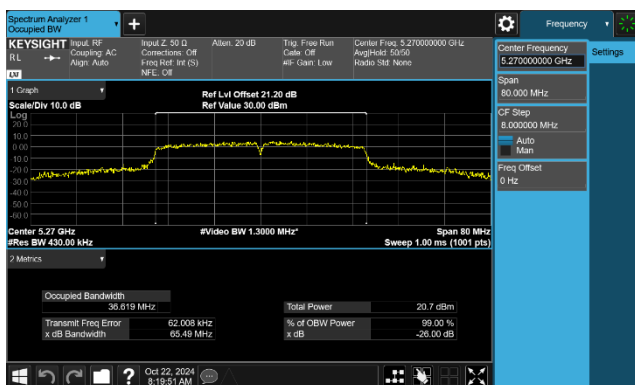 Spectrum Analyzer 1
Occupied BW
Frequency
KEYSIGHT
R L
LXI
Input: RF
Coupling: AC
Align: Auto
Input Z: 50 Ω
Corrections: Off
Freq Ref: Int (S)
NFE: Off
Atten: 20 dB
Trig: Free Run
Gate: Off
#IF Gain: Low
Center Freq: 5.270000000 GHz
Avg|Hold: 50/50
Radio Std: None
Center Frequency
5.270000000 GHz
Settings
Span
80.000 MHz
CF Step
8.000000 MHz
Auto
Man
Freq Offset
0 Hz
1 Graph
Scale/Div 10.0 dB
Ref Lvl Offset 21.20 dB
Ref Value 30.00 dBm
Log
20.0
10.0
0.00
-10.0
-20.0
-30.0
-40.0
-50.0
-60.0
Center 5.27 GHz
#Res BW 430.00 kHz
#Video BW 1.3000 MHz*
Span 80 MHz
Sweep 1.00 ms (1001 pts)
2 Metrics
Occupied Bandwidth
36.619 MHz
Total Power 20.7 dBm
Transmit Freq Error 62.008 kHz
% of OBW Power 99.00 %
x dB Bandwidth 65.49 MHz
x dB -26.00 dB
?
Oct 22, 2024
8:19:51 AM